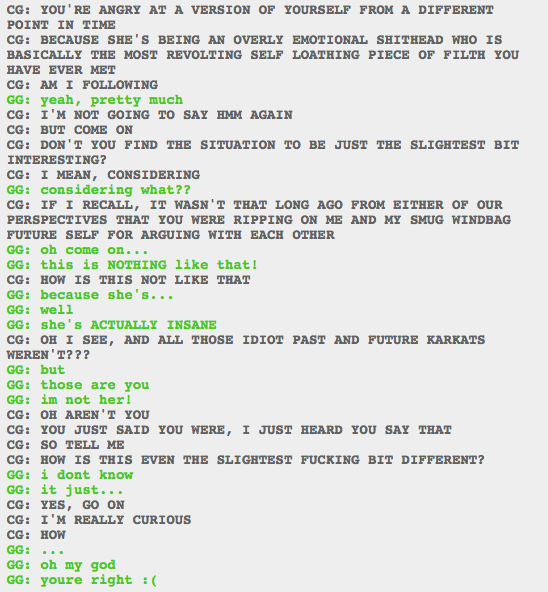 CG: YOU'RE ANGRY AT A VERSION OF YOURSELF FROM A DIFFERENT
POINT IN TIME
CG: BECAUSE SHE'S BEING AN OVERLY EMOTIONAL SHITHEAD WHO IS
BASICALLY THE MOST REVOLTING SELF LOATHING PIECE OF FILTH YOU
HAVE EVER MET
CG: AM I FOLLOWING
GG: yeah, pretty much
CG: I'M NOT GOING TO SAY HMM AGAIN
CG: BUT COME ON
CG: DON'T YOU FIND THE SITUATION TO BE JUST THE SLIGHTEST BIT
INTERESTING?
CG: I MEAN, CONSIDERING
GG: considering what??
CG: IF I RECALL, IT WASN'T THAT LONG AGO FROM EITHER OF OUR
PERSPECTIVES THAT YOU WERE RIPPING ON ME AND MY SMUG WINDBAG
FUTURE SELF FOR ARGUING WITH EACH OTHER
GG: oh come on...
GG: this is NOTHING like that!
CG: HOW IS THIS NOT LIKE THAT
GG: because she's...
GG: well
GG: she's ACTUALLY INSANE
CG: OH I SEE, AND ALL THOSE IDIOT PAST AND FUTURE KARKATS
WEREN'T???
GG: but
GG: those are you
GG: im not her!
CG: OH AREN'T YOU
CG: YOU JUST SAID YOU WERE, I JUST HEARD YOU SAY THAT
CG: SO TELL ME
CG: HOW IS THIS EVEN THE SLIGHTEST FUCKING BIT DIFFERENT?
GG: i dont know
GG: it just...
CG: YES, GO ON
CG: I'M REALLY CURIOUS
CG: HOW
GG: ...
GG: oh my god
GG: youre right :(